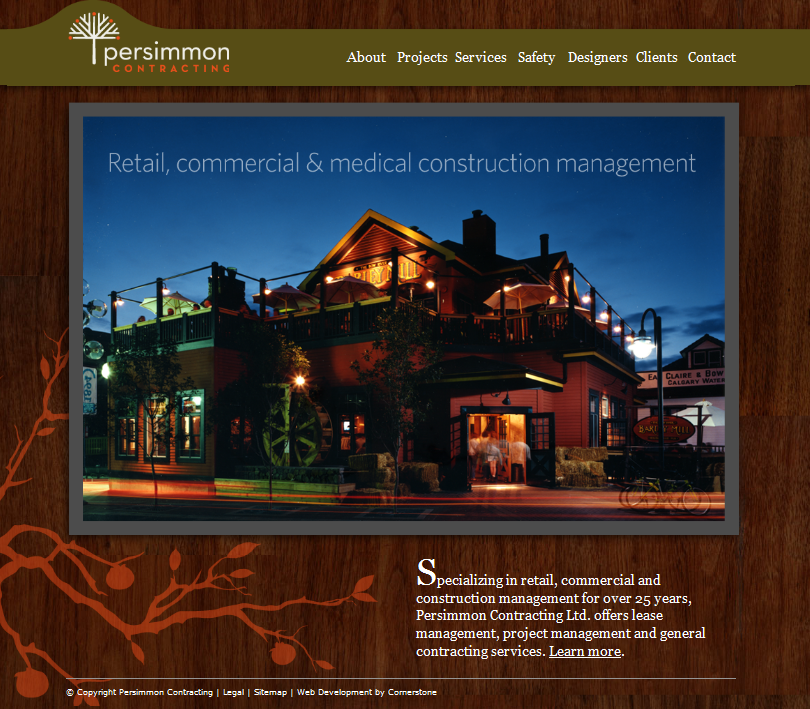 persimmon
CONTRACTING
About Projects Services Safety Designers Clients Contact
Retail, commercial & medical construction management
BARLEY MILL
EAU CLAIRE & BOW
CALGARY WATER
BARLEY MILL
Specializing in retail, commercial and
construction management for over 25 years,
Persimmon Contracting Ltd. offers lease
management, project management and general
contracting services. Learn more.
© Copyright Persimmon Contracting | Legal | Sitemap | Web Development by Cornerstone